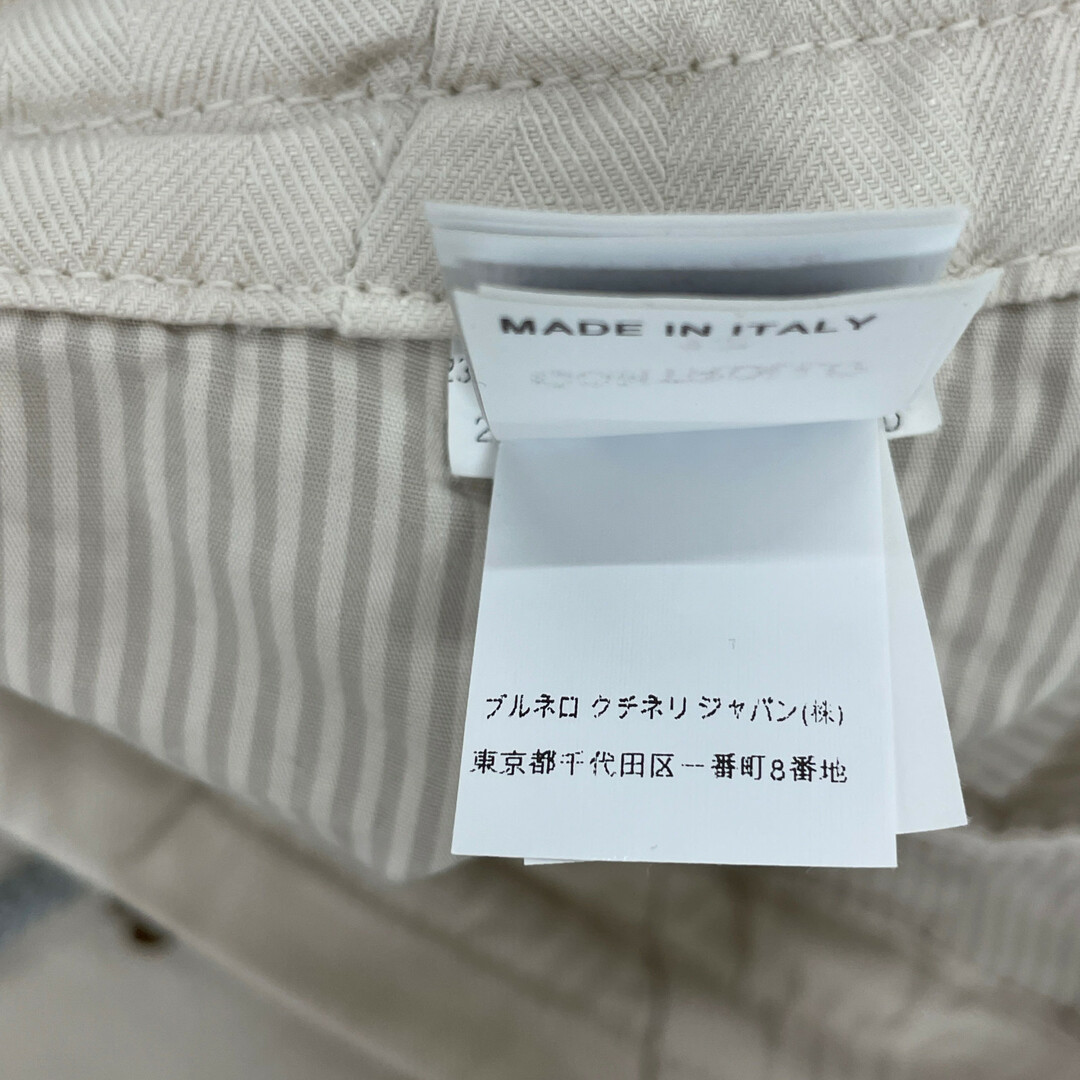 MADE IN ITALY
ブルネロ クチネリ ジャパン(株)
東京都千代田区一番町8番地